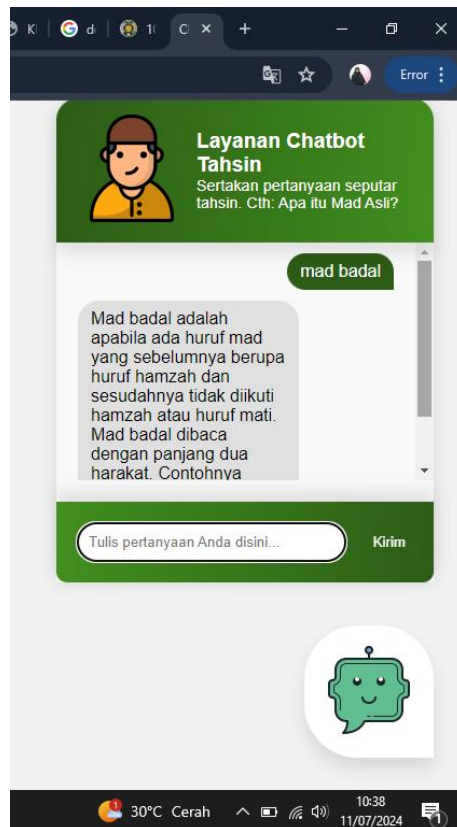 K
d
1(
C
Error
Layanan Chatbot
Tahsin
Sertakan pertanyaan seputar
tahsin. Cth: Apa itu Mad Asli?
mad badal
Mad badal adalah
apabila ada huruf mad
yang sebelumnya berupa
huruf hamzah dan
sesudahnya tidak diikuti
hamzah atau huruf mati.
Mad badal dibaca
dengan panjang dua
harakat. Contohnya
Tulis pertanyaan Anda disini...
Kirim
30°C Cerah
10:38
11/07/2024